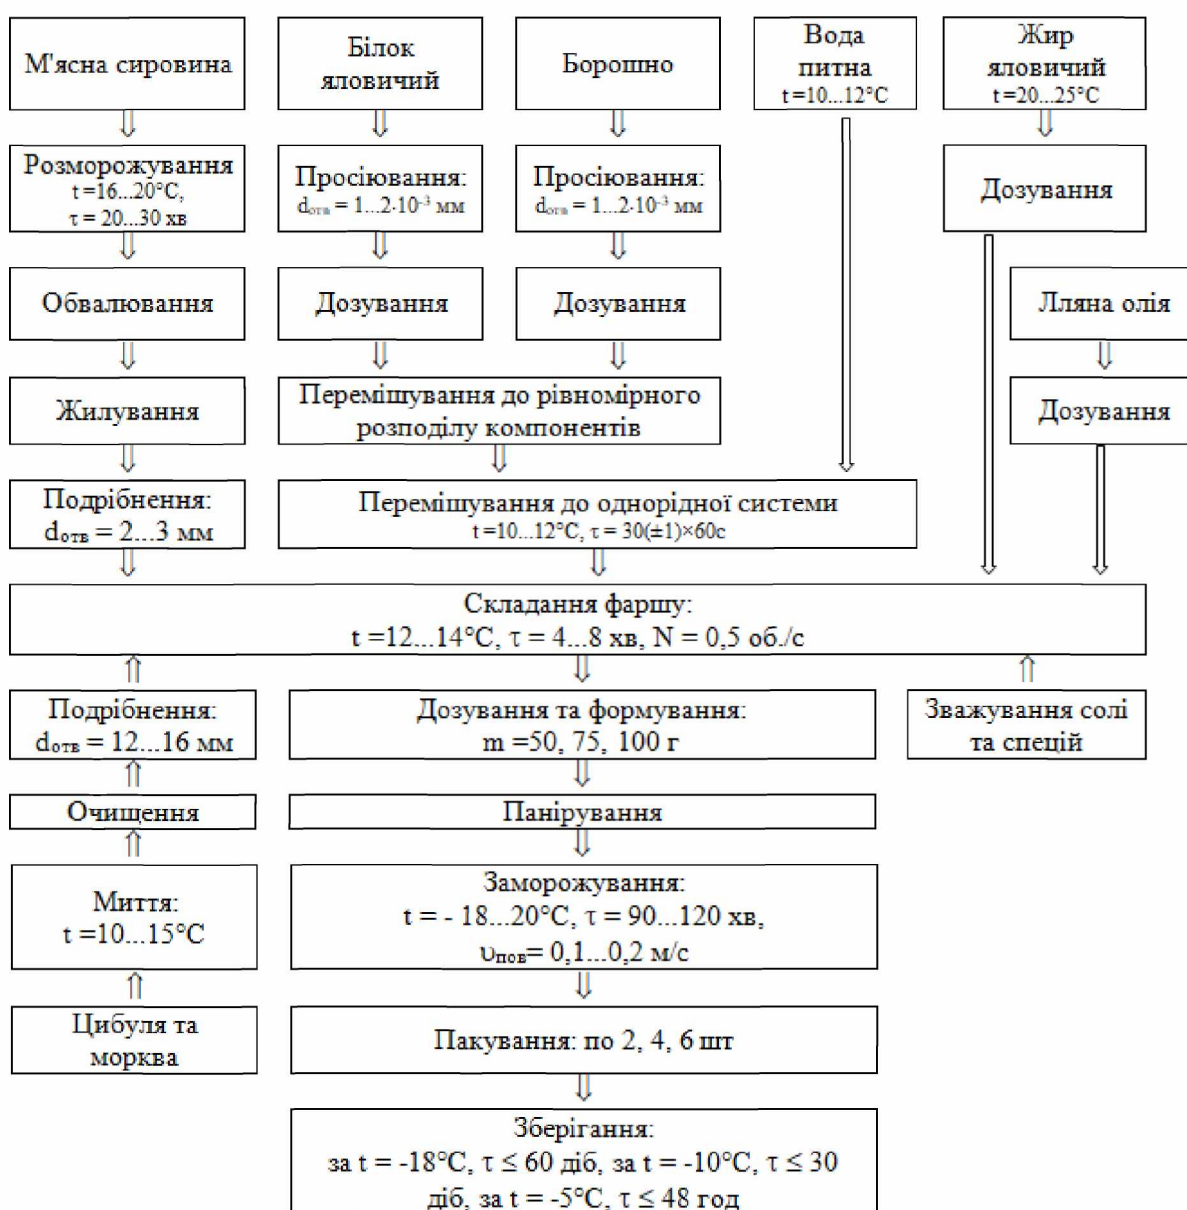 М'ясна сировина
Білок
яловичий
Борошно
Вода
питна
t =10...12°C
Жир
яловичий
t =20...25°C
Розморожування
t =16...20°C,
τ = 20...30 хв
Просіювання:
dотв = 1...2·10⁻³ мм
Просіювання:
dотв = 1...2·10⁻³ мм
Дозування
Обвалювання
Дозування
Дозування
Лляна олія
Жилування
Перемішування до рівномірного
розподілу компонентів
Дозування
Подрібнення:
dотв = 2...3 мм
Перемішування до однорідної системи
t =10...12°C, τ = 30(±1)×60с
Складання фаршу:
t =12...14°C, τ = 4...8 хв, N = 0,5 об./с
Подрібнення:
dотв = 12...16 мм
Дозування та формування:
m =50, 75, 100 г
Зважування солі
та спецій
Очищення
Панірування
Миття:
t =10...15°C
Заморожування:
t = - 18...20°C, τ = 90...120 хв,
υпов= 0,1...0,2 м/с
Цибуля та
морква
Пакування: по 2, 4, 6 шт
Зберігання:
за t = -18°C, τ ≤ 60 діб, за t = -10°C, τ ≤ 30
діб, за t = -5°C, τ ≤ 48 год